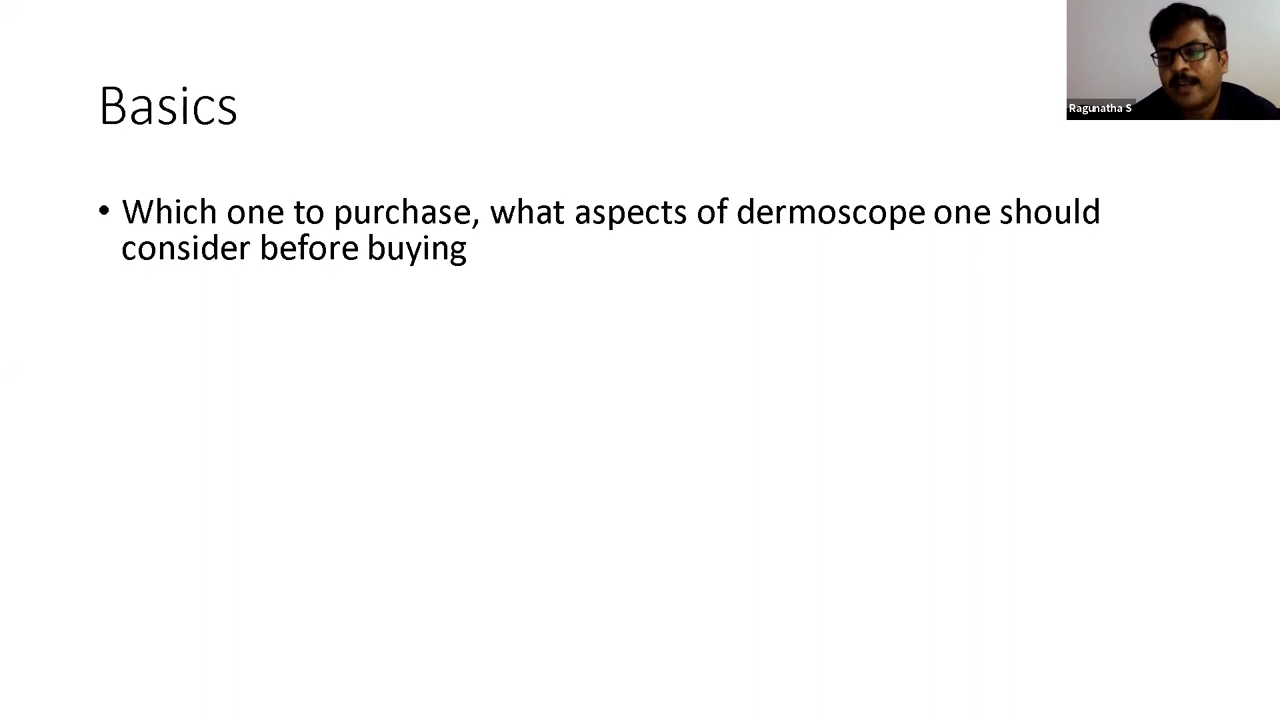 Basics
• Which one to purchase, what aspects of dermoscope one should
consider before buying
Ragunatha S